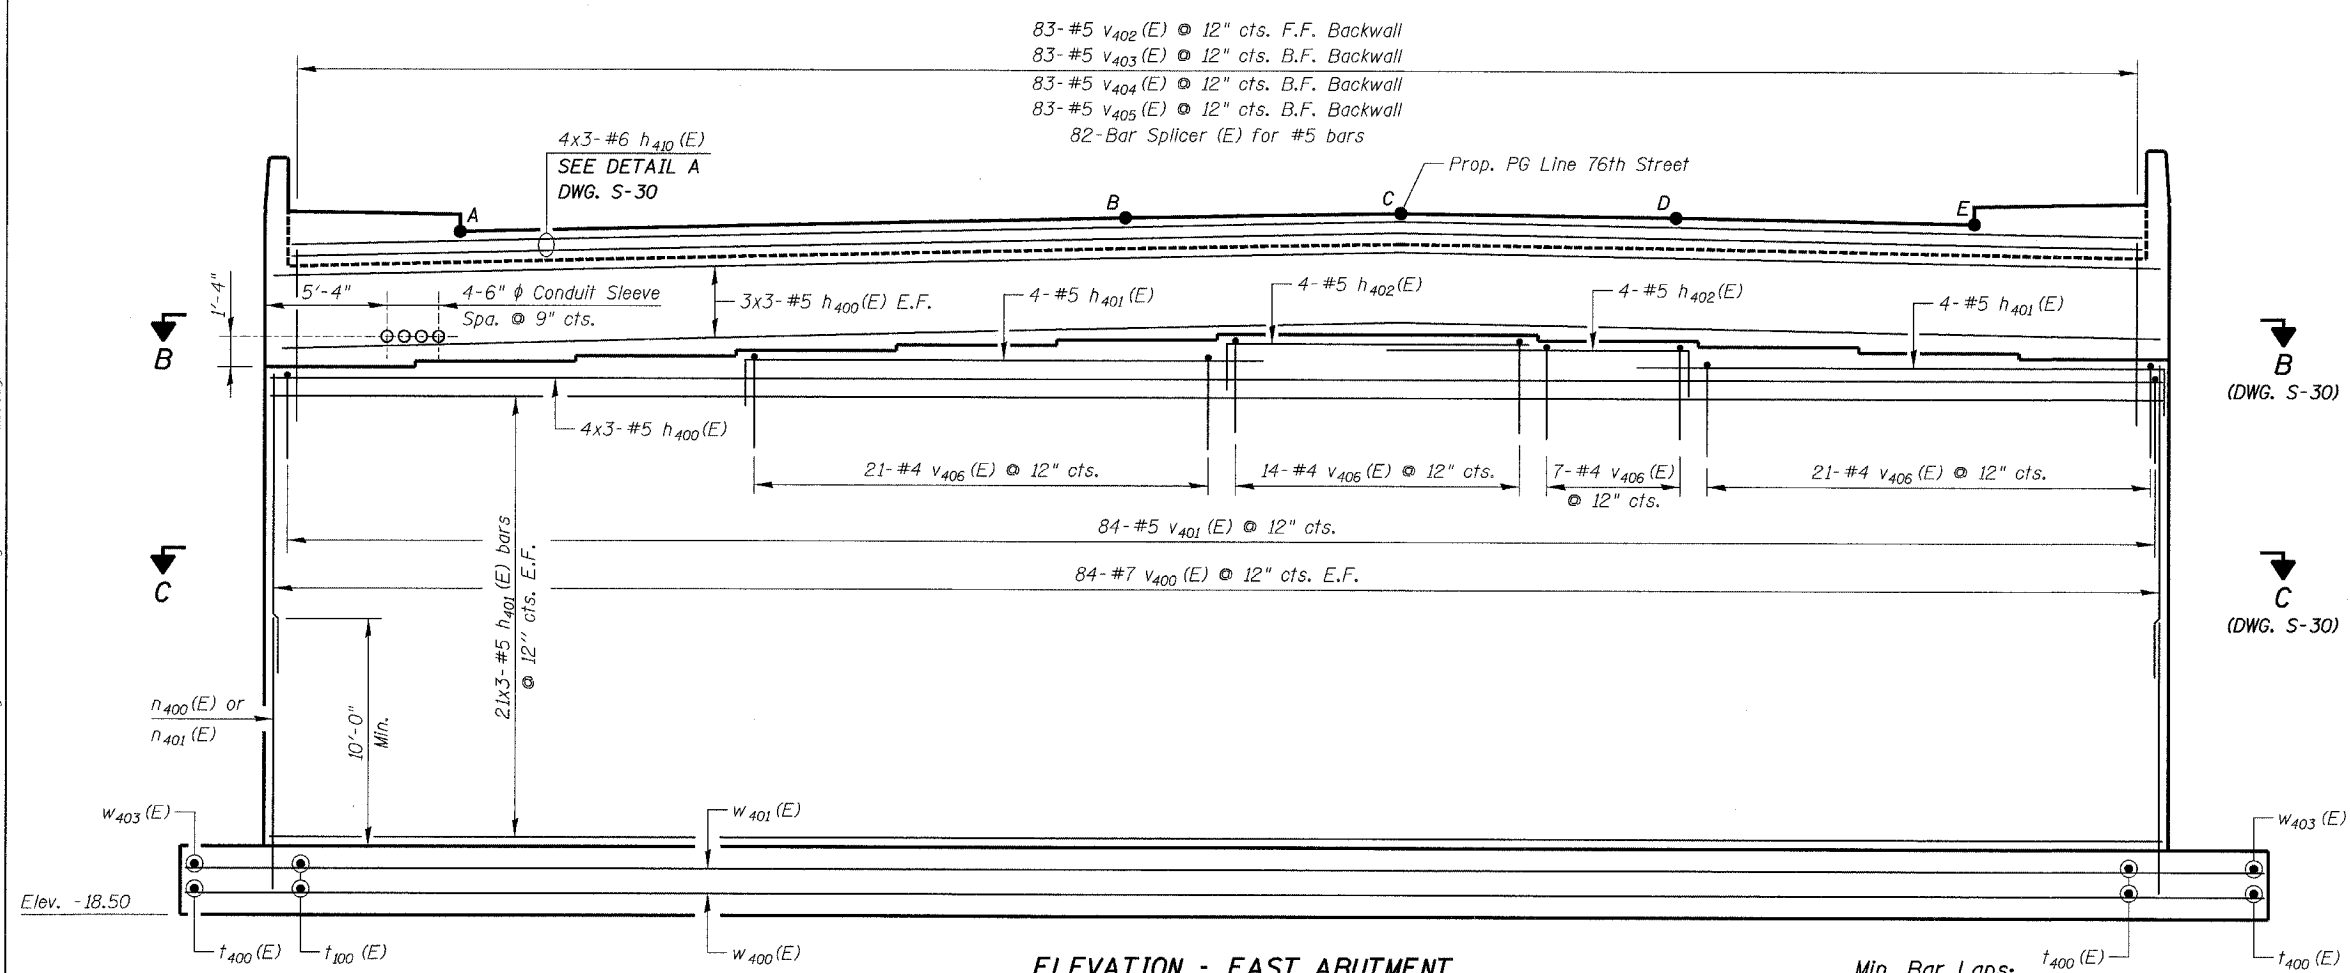 83-#5 v402(E) @ 12" cts. F.F. Backwall
83-#5 v403(E) @ 12" cts. B.F. Backwall
83-#5 v404(E) @ 12" cts. B.F. Backwall
83-#5 v405(E) @ 12" cts. B.F. Backwall
82-Bar Splicer (E) for #5 bars
4x3-#6 h410(E)
SEE DETAIL A
DWG. S-30
Prop. PG Line 76th Street
A
B
C
D
E
1'-4"
5'-4"
4-6" φ Conduit Sleeve
Spa. @ 9" cts.
3x3-#5 h400(E) E.F.
4-#5 h401(E)
4-#5 h402(E)
4-#5 h402(E)
4-#5 h401(E)
B
B
(DWG. S-30)
4x3-#5 h400(E)
21-#4 v406(E) @ 12" cts.
14-#4 v406(E) @ 12" cts.
7-#4 v406(E)
@ 12" cts.
21-#4 v406(E) @ 12" cts.
84-#5 v401(E) @ 12" cts.
C
84-#7 v400(E) @ 12" cts. E.F.
C
(DWG. S-30)
21x3-#5 h401(E) bars
@ 12" cts. E.F.
n400(E) or
n401(E)
10'-0"
Min.
w403(E)
w401(E)
w403(E)
Elev. -18.50
t400(E)
t100(E)
w400(E)
t400(E)
t400(E)
ELEVATION - EAST ABUTMENT
Min. Bar Laps: